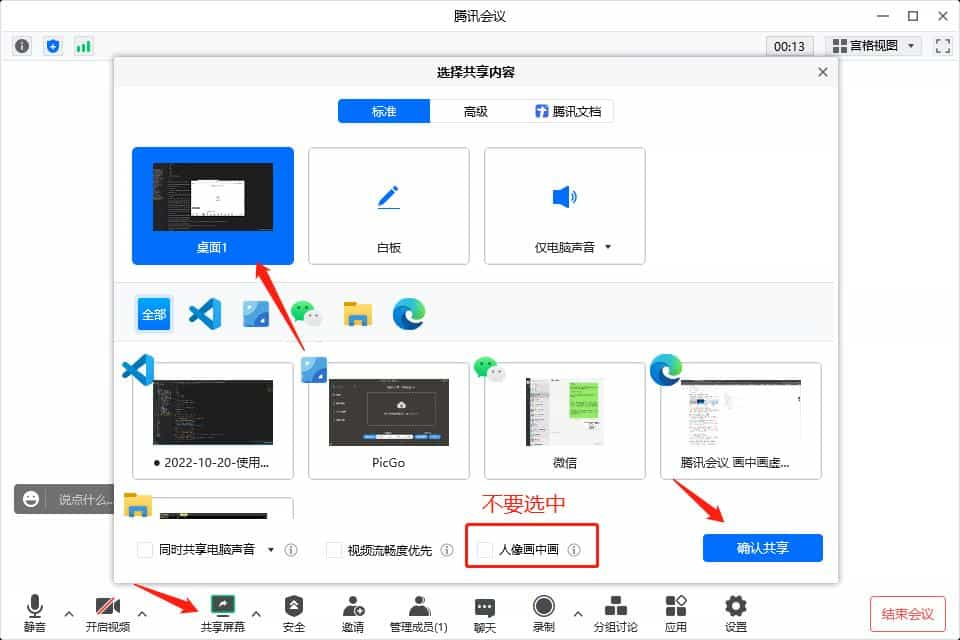 腾讯会议
00:13
宫格视图
选择共享内容
标准
高级
腾讯文档
桌面1
白板
仅电脑声音
全部
2022-10-20-使用...
PicGo
微信
腾讯会议 画中画虚...
说点什么...
不要选中
同时共享电脑声音
视频流畅度优先
人像画中画
确认共享
静音
开启视频
共享屏幕
安全
邀请
管理成员(1)
聊天
录制
分组讨论
应用
设置
结束会议